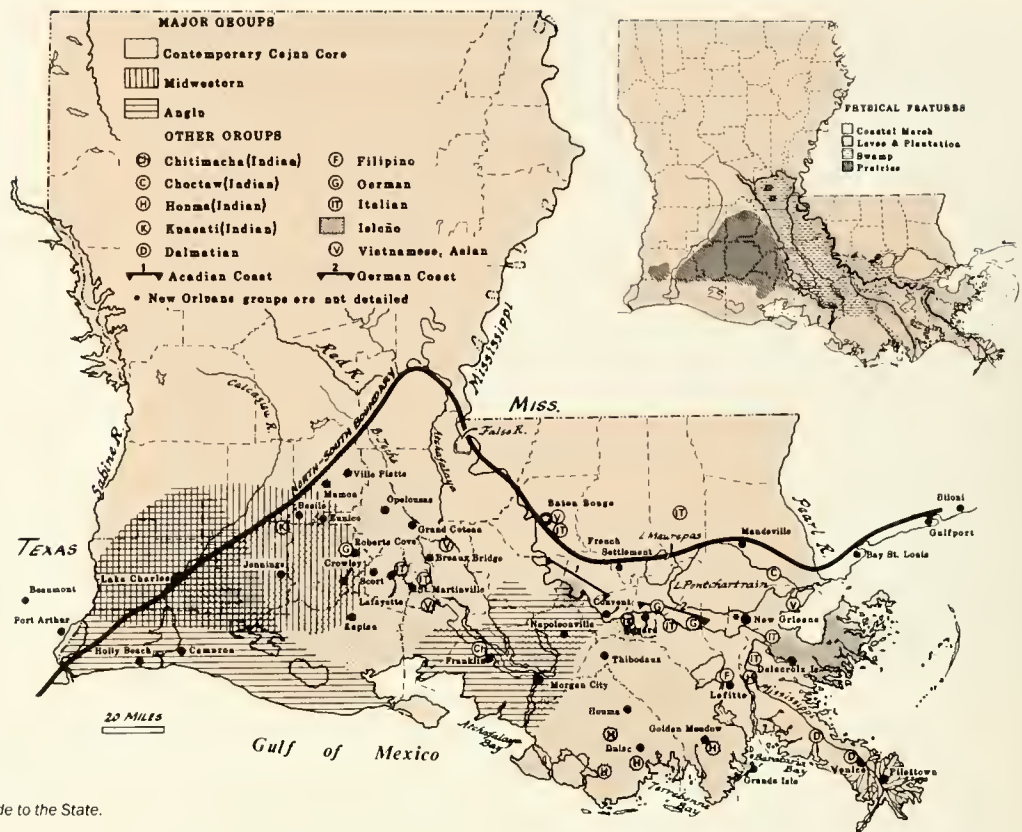 MAJOR GROUPS
Contemporary Cajun Core
Midwestern
Anglo
OTHER GROUPS
Chitimacha(Indian)
Choctaw(Indian)
Houma(Indian)
Koasati(Indian)
Dalmatian
Filipino
German
Italian
Isleño
Vietnamese, Asian
1
Acadian Coast
2
German Coast
• New Orleans groups are not detailed
PHYSICAL FEATURES
Coastal Marsh
Levee & Plantation
Swamp
Prairies
Red R.
Mississippi
Calcasieu R.
NORTH-SOUTH BOUNDARY
B. Teche
Atchafalaya
MISS.
False R.
Sabine R.
Ville Platte
Mamou
Basile
Eunice
Opelousas
Grand Coteau
Baton Rouge
French Settlement
L. Maurepas
Mandeville
Pearl R.
Biloxi
Gulfport
Bay St. Louis
TEXAS
Beaumont
Port Arthur
Lake Charles
Jennings
Roberts Cove
Crowley
Scott
Lafayette
Breaux Bridge
St. Martinville
Kaplan
L. Pontchartrain
Convent
Napoleonville
New Orleans
Holly Beach
Cameron
Franklin
Thibodaux
Morgan City
Lafitte
Delacroix Is.
Mississippi
20 MILES
Gulf of Mexico
Atchafalaya Bay
Houma
Golden Meadow
Dulac
Barataria Bay
Grande Isle
Terrebonne Bay
Venice
Pilottown
de to the State.